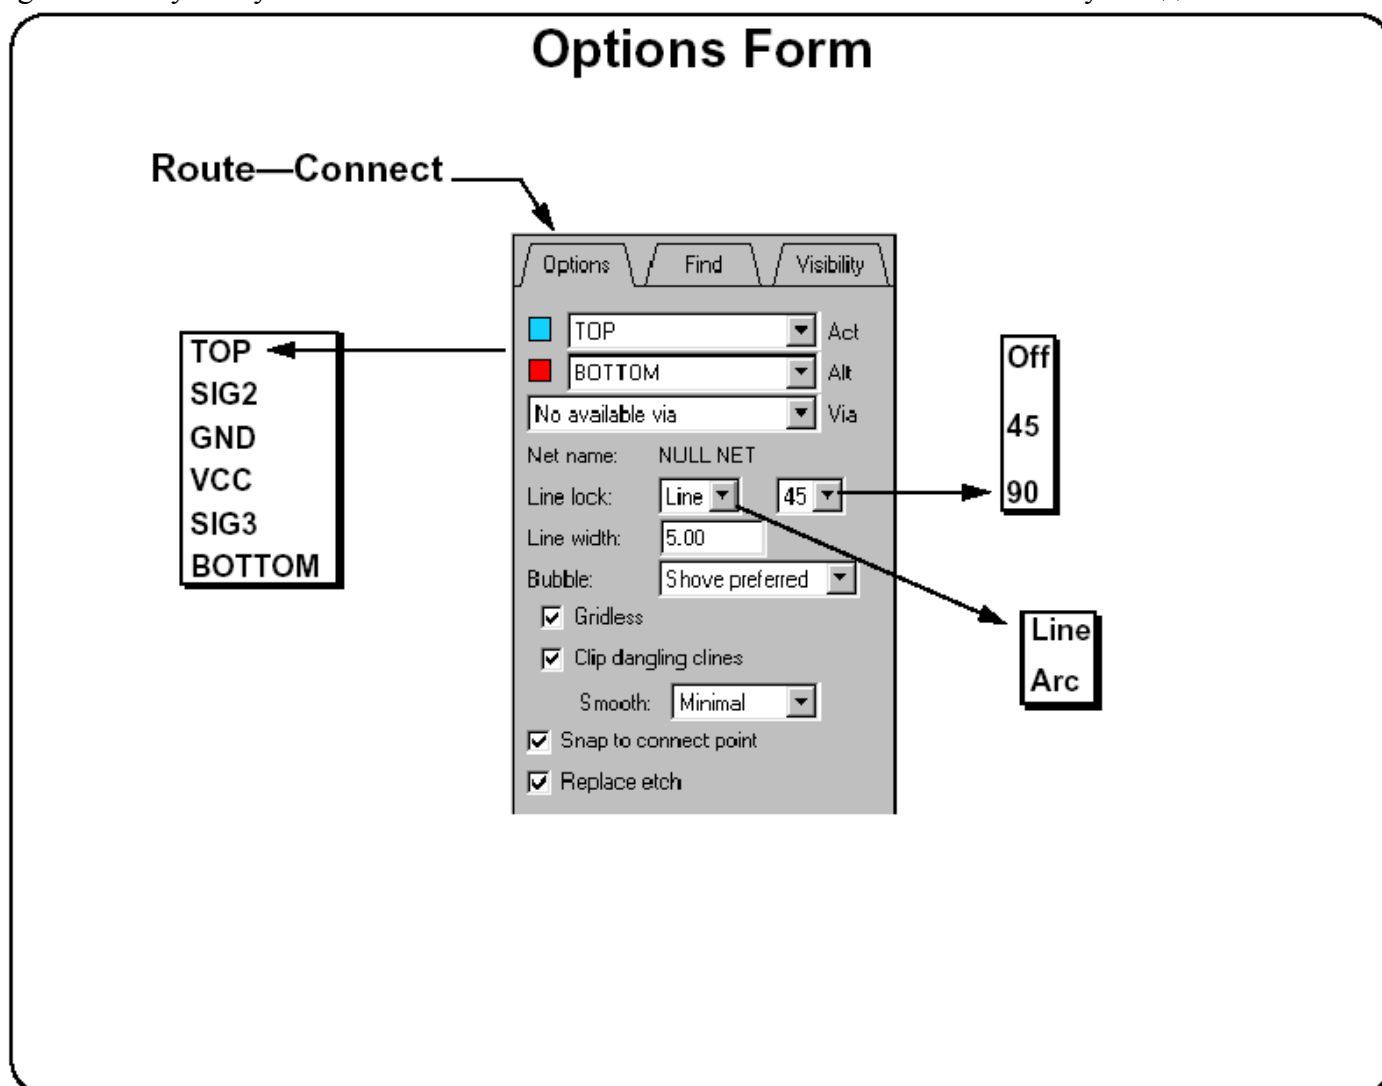 Options Form
Route—Connect
Options Find Visibility
TOP Act
BOTTOM Alt
No available via Via
Net name: NULL NET
Line lock: Line 45
Line width: 5.00
Bubble: Shove preferred
Gridless
Clip dangling clines
Smooth: Minimal
Snap to connect point
Replace etch
TOP
SIG2
GND
VCC
SIG3
BOTTOM
Off
45
90
Line
Arc